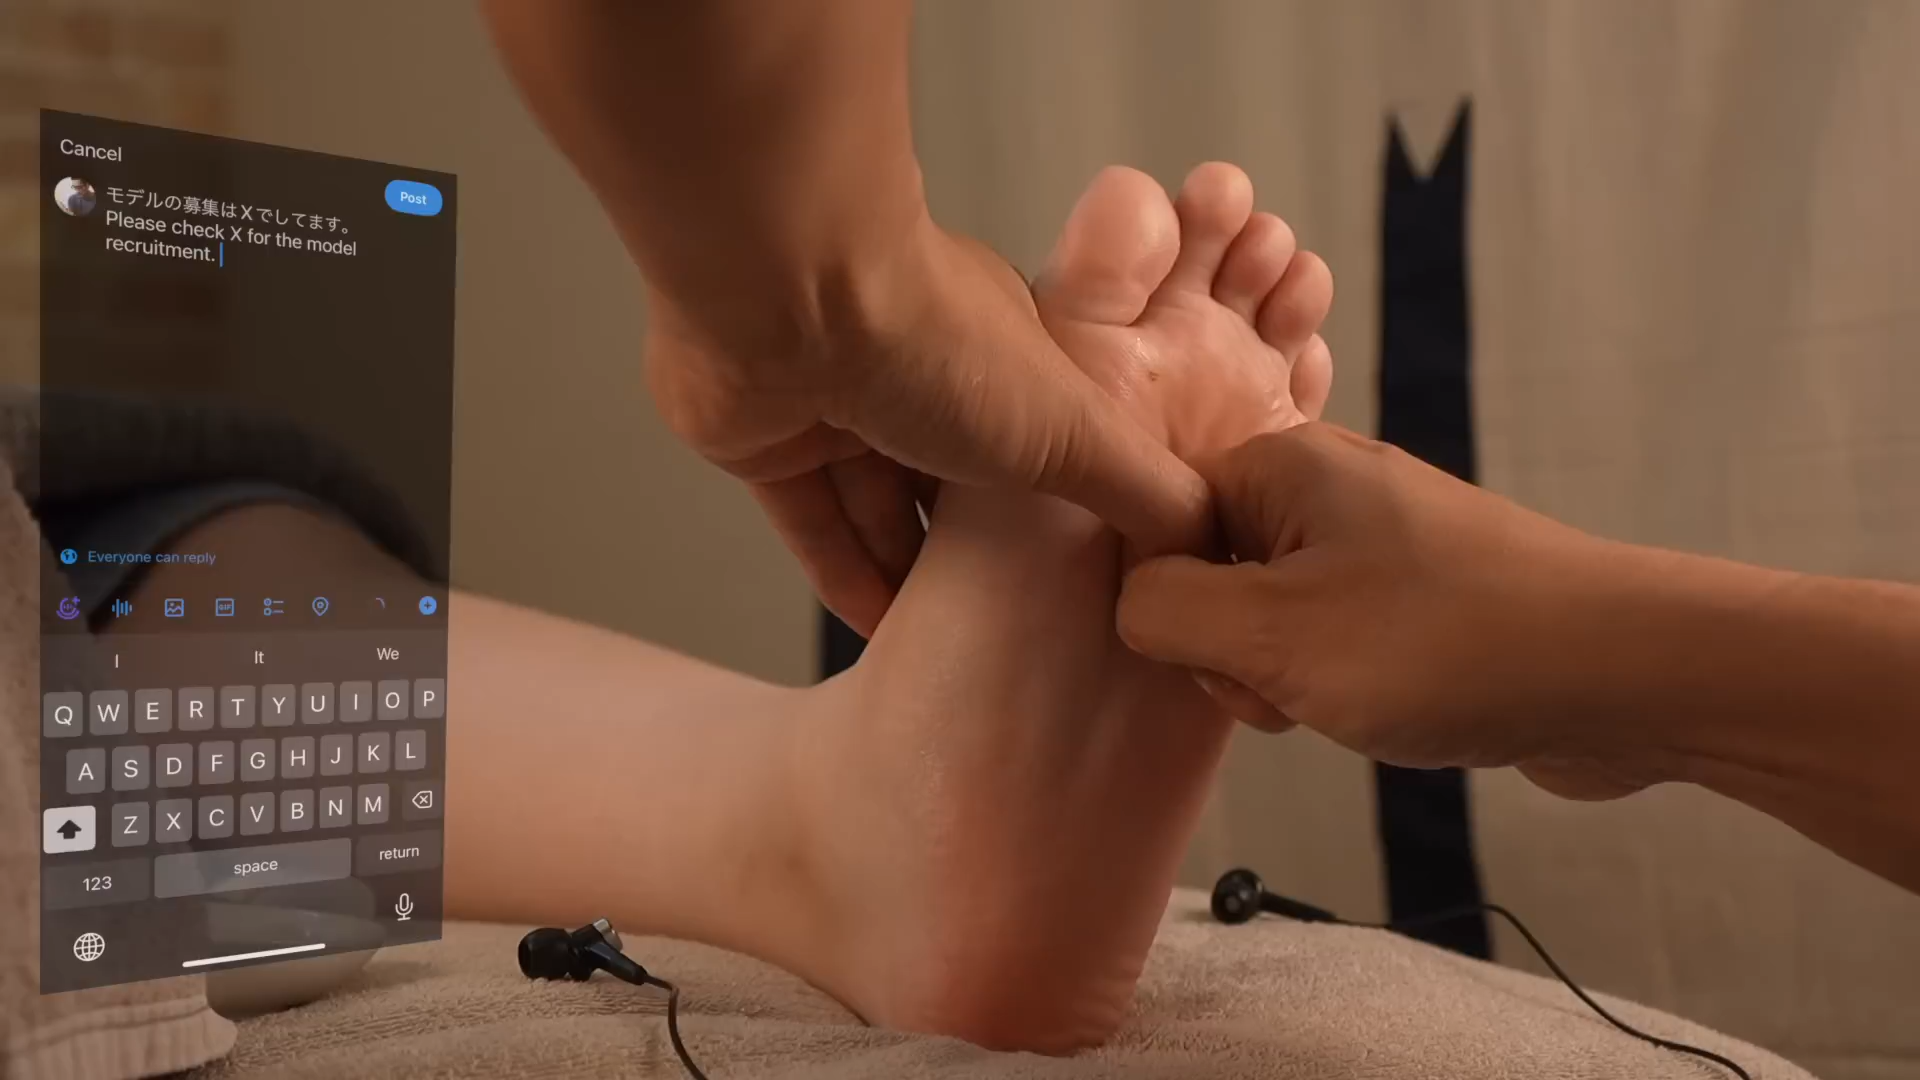 Cancel
Post
モデルの募集はXでしてます。
Please check X for the model
recruitment.
Everyone can reply
GIF
I It We
Q W E R T Y U I O P
A S D F G H J K L
Z X C V B N M
123 space return